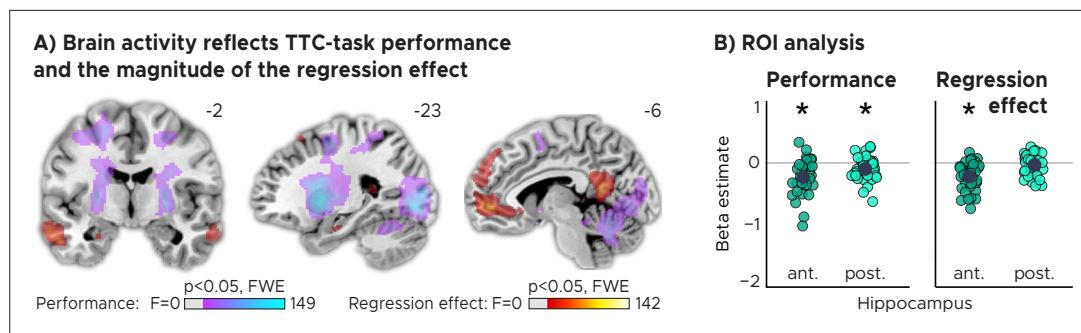 A) Brain activity reflects TTC-task performance
and the magnitude of the regression effect
-2
-23
-6
p<0.05, FWE
Performance: F=0 149
p<0.05, FWE
Regression effect: F=0 142
B) ROI analysis
Performance
Regression
effect
* *
*
1
0
-1
-2
Beta estimate
ant. post.
ant. post.
Hippocampus